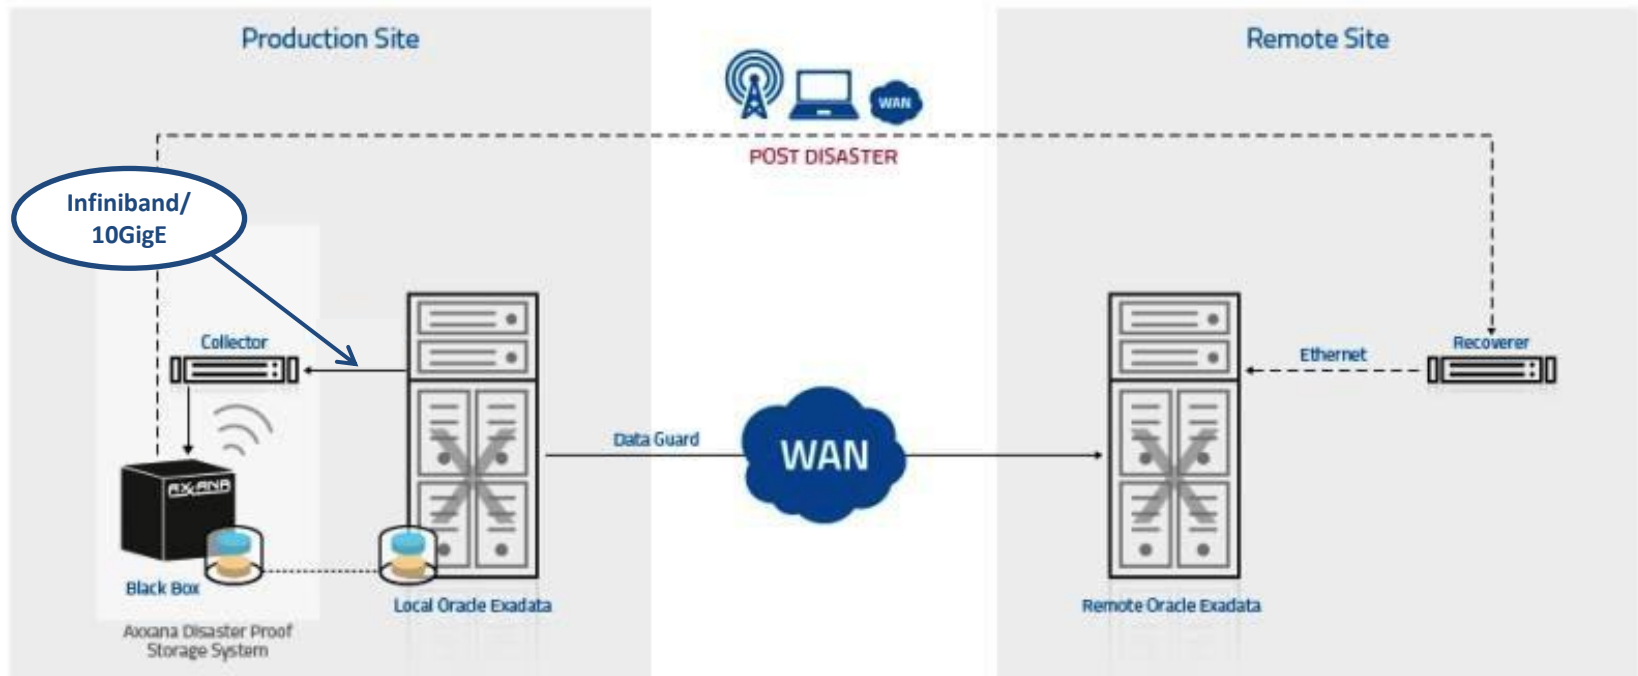 Production Site
Remote Site
WAN
POST DISASTER
Infiniband/
10GigE
Collector
Ethernet
Recoverer
Data Guard
WAN
AXXANA
Black Box
Local Oracle Exadata
Remote Oracle Exadata
Axxana Disaster Proof
Storage System